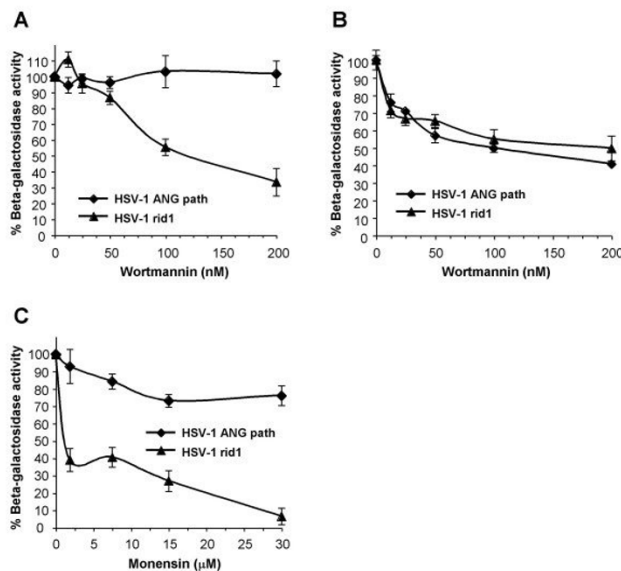 A
% Beta-galactosidase activity
110
100
90
80
70
60
50
40
30
20
10
0
HSV-1 ANG path
HSV-1 rid1
0 50 100 150 200
Wortmannin (nM)
B
% Beta-galactosidase activity
100
90
80
70
60
50
40
30
20
10
0
HSV-1 ANG path
HSV-1 rid1
0 50 100 150 200
Wortmannin (nM)
C
% Beta-galactosidase activity
100
90
80
70
60
50
40
30
20
10
0
HSV-1 ANG path
HSV-1 rid1
0 5 10 15 20 25 30
Monensin (μM)